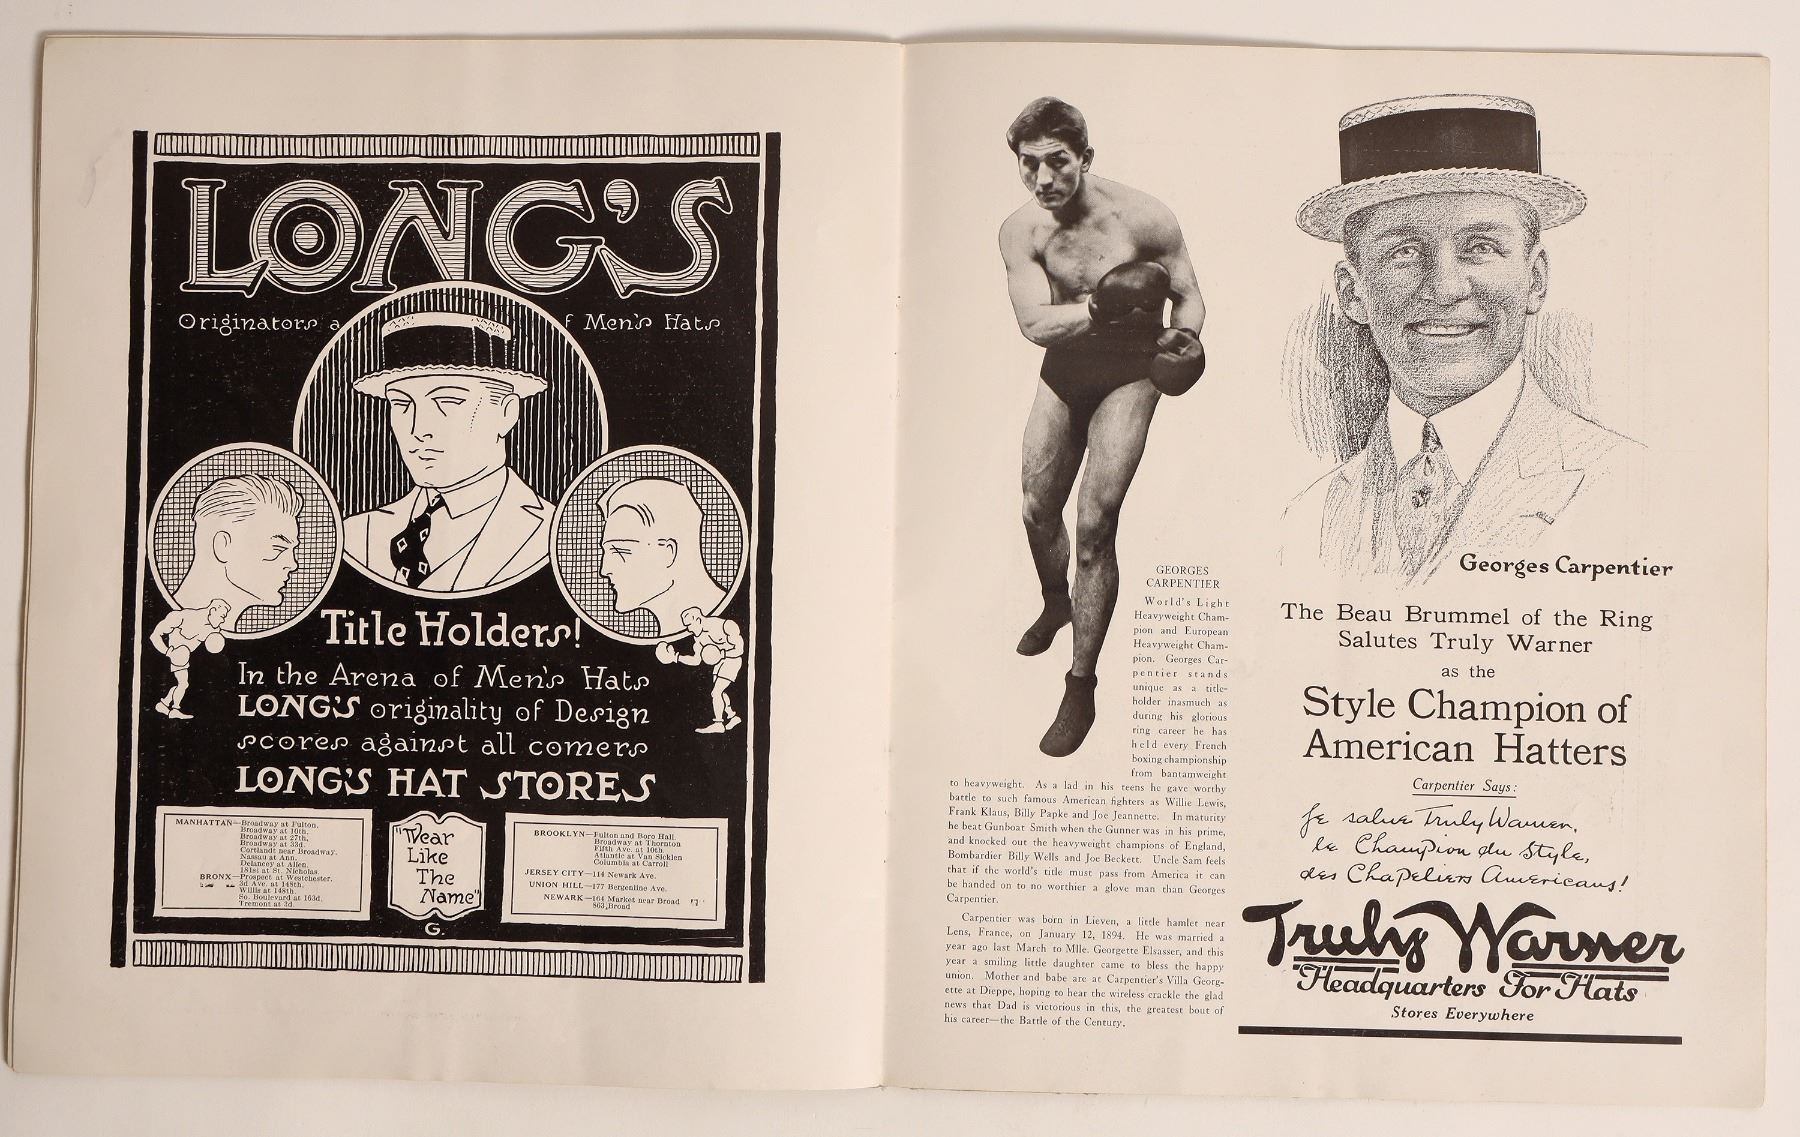 LONG'S
Originators a
f Men's Hats
Title Holders!
In the Arena of Men's Hats
LONG'S originality of Design
scores against all comers
LONG'S HAT STORES
MANHATTAN—Broadway at Fulton.
Broadway at 10th.
Broadway at 27th.
Broadway at 33d.
Cortlandt near Broadway.
Nassau at Ann.
Delancey at Allen.
181st at St. Nicholas.
BRONX—Prospect at Westchester.
3d Ave. at 148th.
Willis at 148th.
So. Boulevard at 163d.
Tremont at 3d.
"Wear
Like
The
Name"
G.
BROOKLYN—Fulton and Boro Hall.
Broadway at Thornton
Fifth Ave. at 10th.
Atlantic at Van Sicklen
Columbia at Carroll
JERSEY CITY—114 Newark Ave.
UNION HILL—177 Bergenline Ave.
NEWARK—164 Market near Broad
863 Broad
GEORGES
CARPENTIER
World's Light
Heavyweight Cham-
pion and European
Heavyweight Cham-
pion. Georges Car-
pentier stands
unique as a title-
holder inasmuch as
during his glorious
ring career he has
held every French
boxing championship
from bantamweight
to heavyweight. As a lad in his teens he gave worthy
battle to such famous American fighters as Willie Lewis,
Frank Klaus, Billy Papke and Joe Jeannette. In maturity
he beat Gunboat Smith when the Gunner was in his prime,
and knocked out the heavyweight champions of England,
Bombardier Billy Wells and Joe Beckett. Uncle Sam feels
that if the world's title must pass from America it can
be handed on to no worthier a glove man than Georges
Carpentier.
Carpentier was born in Lieven, a little hamlet near
Lens, France, on January 12, 1894. He was married a
year ago last March to Mlle. Georgette Elsasser, and this
year a smiling little daughter came to bless the happy
union. Mother and babe are at Carpentier's Villa Georg-
ette at Dieppe, hoping to hear the wireless crackle the glad
news that Dad is victorious in this, the greatest bout of
his career—the Battle of the Century.
Georges Carpentier
The Beau Brummel of the Ring
Salutes Truly Warner
as the
Style Champion of
American Hatters
Carpentier Says:
Je salue Truly Warner,
le Champion du Style,
des Chapeliers Americans!
Truly Warner
Headquarters For Hats
Stores Everywhere